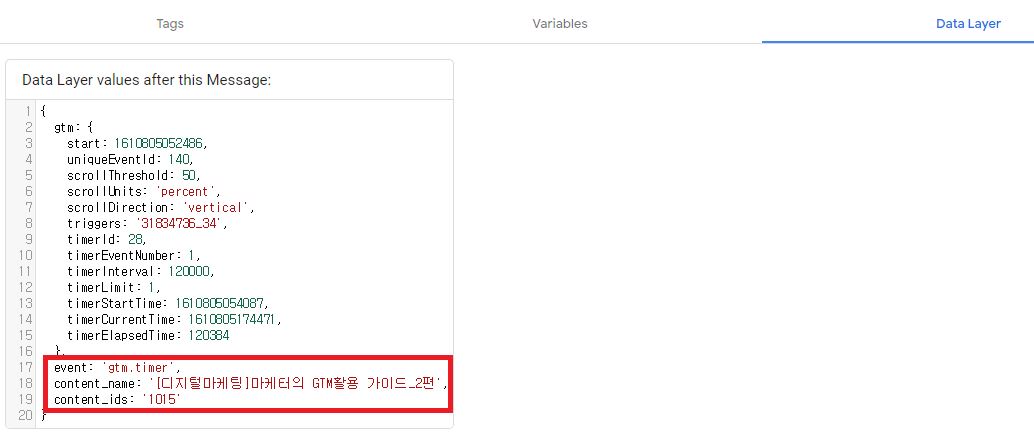 Tags
Variables
Data Layer
Data Layer values after this Message:
1 {
2 gtm: {
3 start: 1610805052486,
4 uniqueEventId: 140,
5 scrollThreshold: 50,
6 scrollUnits: 'percent',
7 scrollDirection: 'vertical',
8 triggers: '31834736_34',
9 timerId: 28,
10 timerEventNumber: 1,
11 timerInterval: 120000,
12 timerLimit: 1,
13 timerStartTime: 1610805054087,
14 timerCurrentTime: 1610805174471,
15 timerElapsedTime: 120384
16 },
17 event: 'gtm.timer',
18 content_name: '[디지털마케팅]마케터의 GTM활용 가이드_2편',
19 content_ids: '1015'
20 }